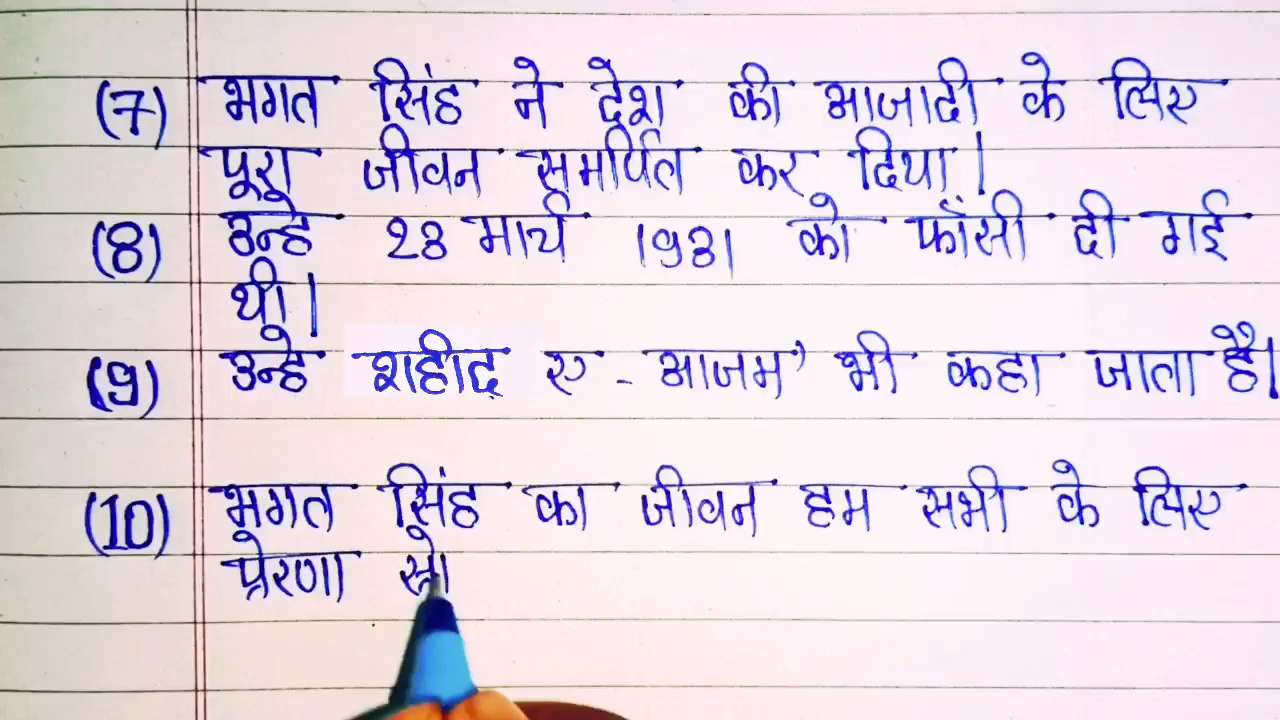 (7) भगत सिंह ने देश की आजादी के लिए
पूरा जीवन समर्पित कर दिया।
(8) उन्हे 23 मार्च 1931 को फाँसी दी गई
थी।
(9) उन्हे शहीद ए - आजम' भी कहा जाता है।
(10) भगत सिंह का जीवन हम सभी के लिए
प्रेरणा स्रो